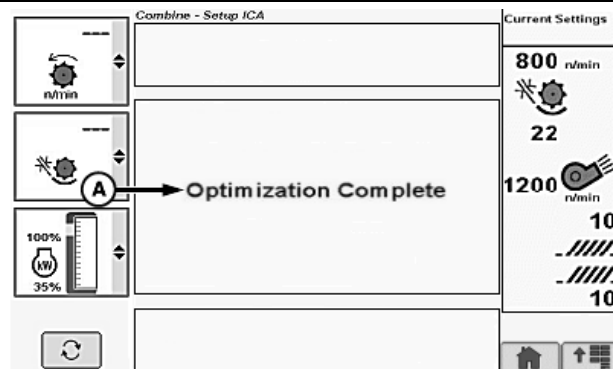 Combine - Setup ICA
Current Settings
---
n/min
800 n/min
22
---
A
Optimization Complete
1200
n/min
10
100%
kW
35%
10